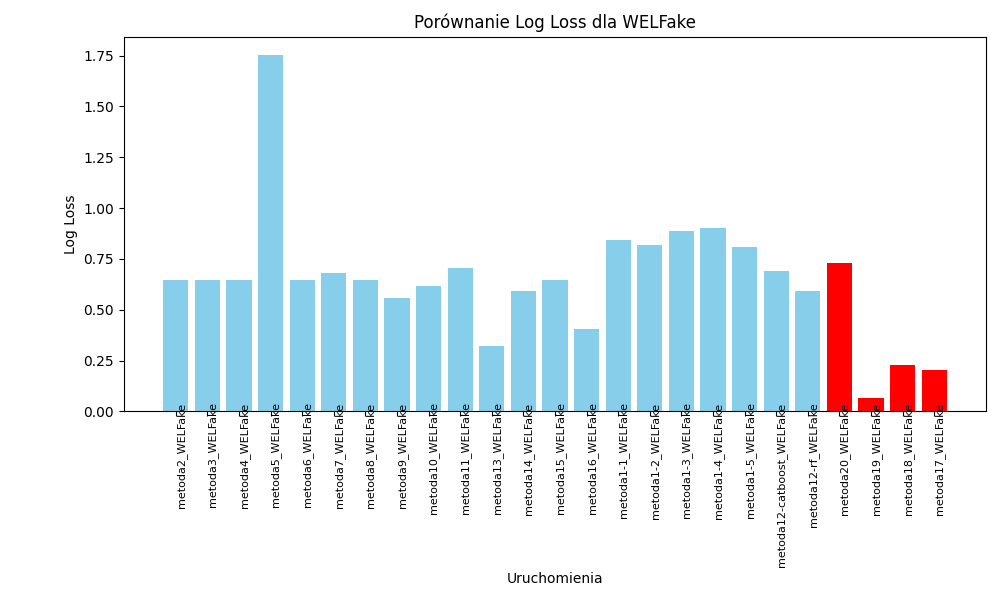 Porównanie Log Loss dla WELFake
Log Loss
1.75
1.50
1.25
1.00
0.75
0.50
0.25
0.00
metoda2_WELFake
metoda3_WELFake
metoda4_WELFake
metoda5_WELFake
metoda6_WELFake
metoda7_WELFake
metoda8_WELFake
metoda9_WELFake
metoda10_WELFake
metoda11_WELFake
metoda13_WELFake
metoda14_WELFake
metoda15_WELFake
metoda16_WELFake
metoda1-1_WELFake
metoda1-2_WELFake
metoda1-3_WELFake
metoda1-4_WELFake
metoda1-5_WELFake
metoda12-catboost_WELFake
metoda12-rf_WELFake
metoda20_WELFake
metoda19_WELFake
metoda18_WELFake
metoda17_WELFake
Uruchomienia